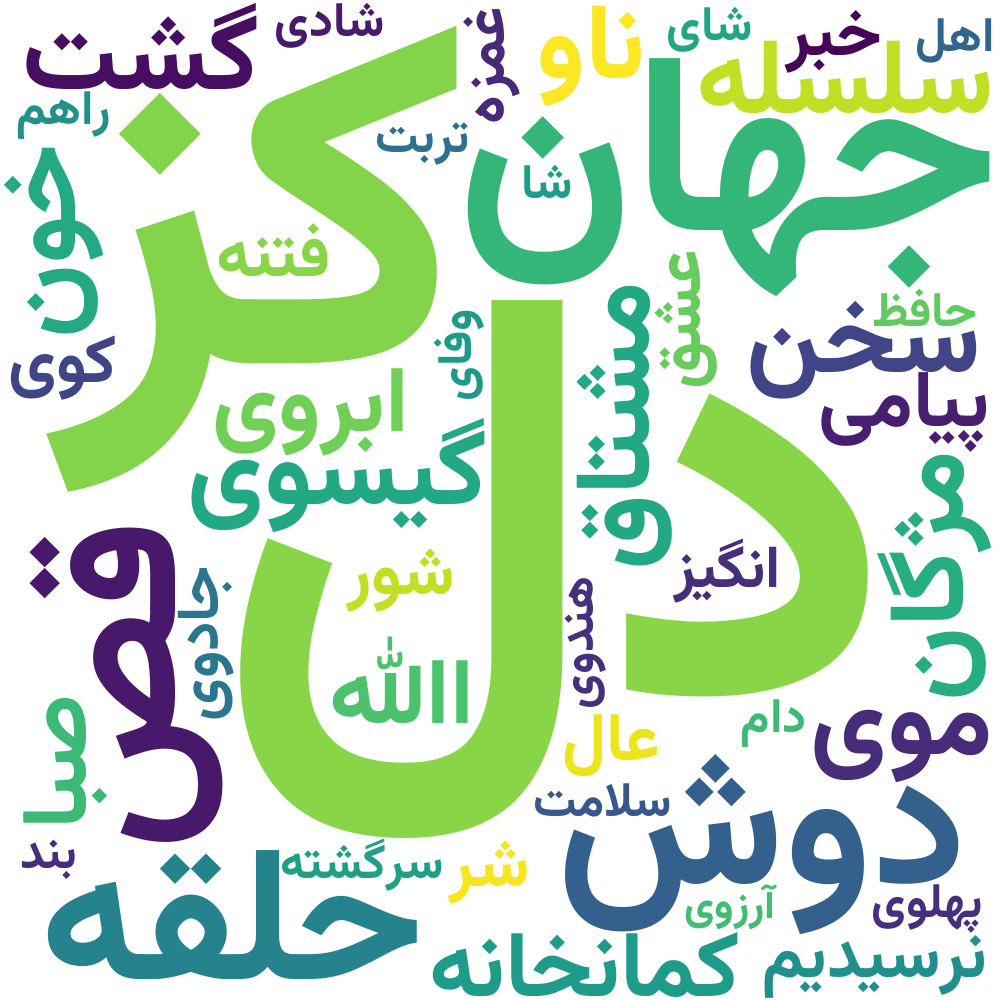 گشت
شادی
غمزه
ناو
شای
خبر
اهل
سلسله
راهم
کز
تربت
جهان
شا
خون
فتنه
عشق
حافظ
وفای
مشتاق
سخن
کوی
ابروی
پیامی
گیسوی
دل
مژگان
قص
جادوی
شور
انگیز
هندوی
االله
صبا
عال
دام
موی
سلامت
دوش
بند
حلقه
سرگشته
شر
آرزوی
پهلوی
کمانخانه
نرسیدیم